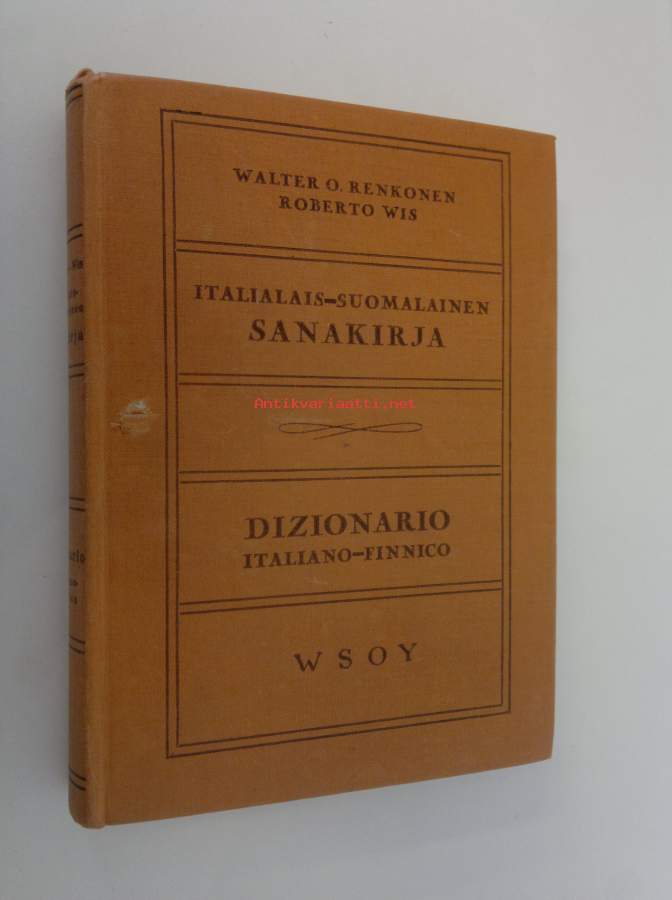 WALTER O. RENKONEN
ROBERTO WIS
ITALIALAIS-SUOMALAINEN
SANAKIRJA
Antikvariaatti.net
DIZIONARIO
ITALIANO-FINNICO
WSOY